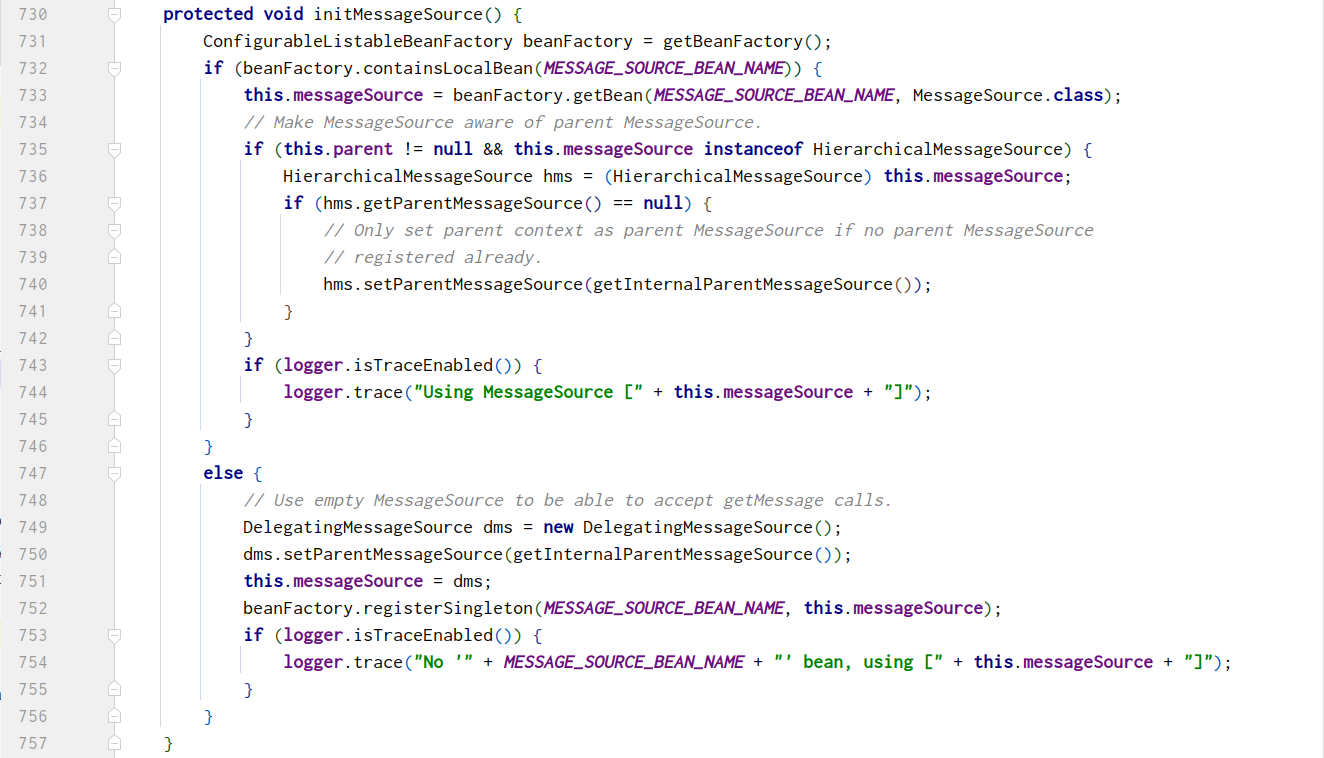 730 protected void initMessageSource() {
731 ConfigurableListableBeanFactory beanFactory = getBeanFactory();
732 if (beanFactory.containsLocalBean(MESSAGE_SOURCE_BEAN_NAME)) {
733 this.messageSource = beanFactory.getBean(MESSAGE_SOURCE_BEAN_NAME, MessageSource.class);
734 // Make MessageSource aware of parent MessageSource.
735 if (this.parent != null && this.messageSource instanceof HierarchicalMessageSource) {
736 HierarchicalMessageSource hms = (HierarchicalMessageSource) this.messageSource;
737 if (hms.getParentMessageSource() == null) {
738 // Only set parent context as parent MessageSource if no parent MessageSource
739 // registered already.
740 hms.setParentMessageSource(getInternalParentMessageSource());
741 }
742 }
743 if (logger.isTraceEnabled()) {
744 logger.trace("Using MessageSource [" + this.messageSource + "]");
745 }
746 }
747 else {
748 // Use empty MessageSource to be able to accept getMessage calls.
749 DelegatingMessageSource dms = new DelegatingMessageSource();
750 dms.setParentMessageSource(getInternalParentMessageSource());
751 this.messageSource = dms;
752 beanFactory.registerSingleton(MESSAGE_SOURCE_BEAN_NAME, this.messageSource);
753 if (logger.isTraceEnabled()) {
754 logger.trace("No '" + MESSAGE_SOURCE_BEAN_NAME + "' bean, using [" + this.messageSource + "]");
755 }
756 }
757 }